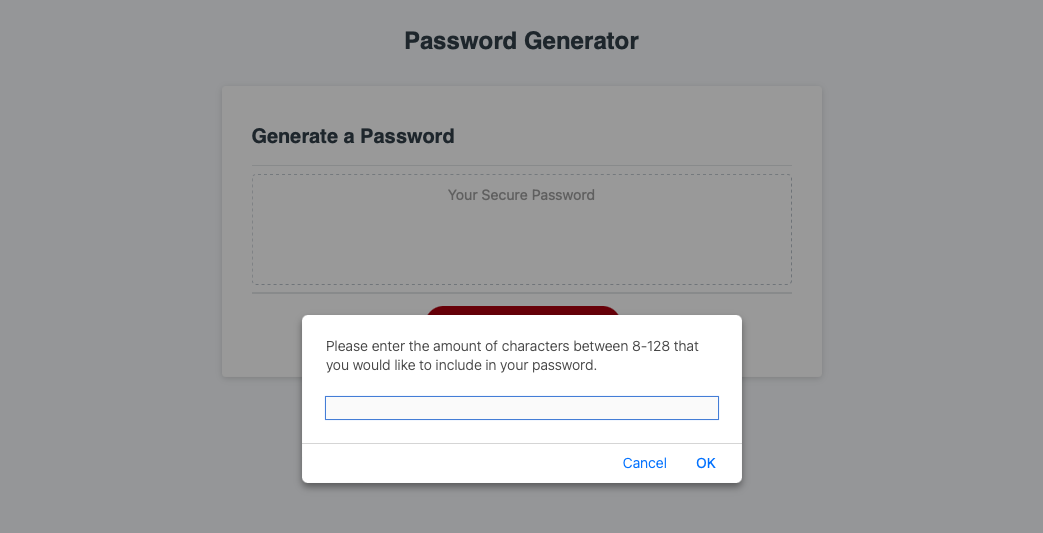 Password Generator
Generate a Password
Your Secure Password
Please enter the amount of characters between 8-128 that
you would like to include in your password.
Cancel OK